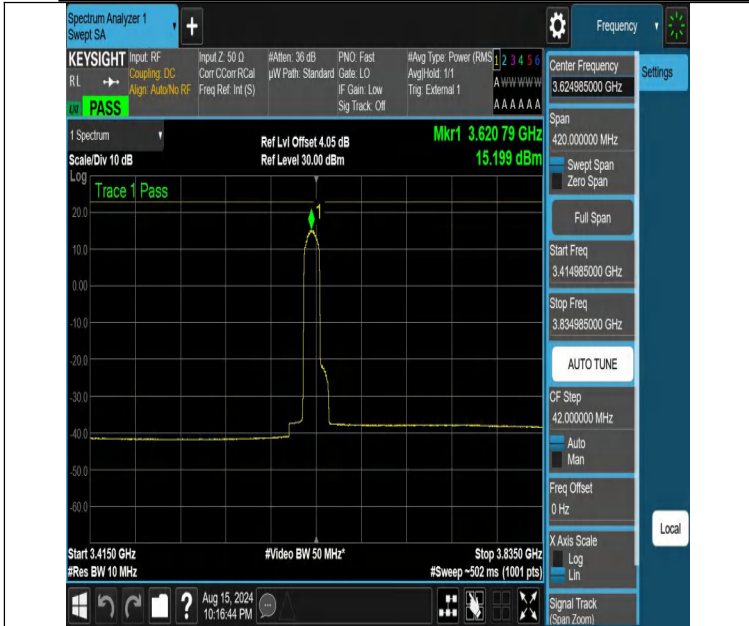 Spectrum Analyzer 1
Swept SA
Frequency
KEYSIGHT
RL
LXI
PASS
Input: RF
Coupling: DC
Align: Auto/No RF
Input Z: 50 Ω
Corr CCorr RCal
Freq Ref: Int (S)
#Atten: 36 dB
µW Path: Standard
PNO: Fast
Gate: LO
IF Gain: Low
Sig Track: Off
#Avg Type: Power (RMS
Avg|Hold: 1/1
Trig: External 1
1 2 3 4 5 6
A W W W W W
A A A A A A
Center Frequency
3.624985000 GHz
Settings
Span
420.000000 MHz
Swept Span
Zero Span
Full Span
Start Freq
3.414985000 GHz
Stop Freq
3.834985000 GHz
AUTO TUNE
CF Step
42.000000 MHz
Auto
Man
Freq Offset
0 Hz
X Axis Scale
Log
Lin
Signal Track
(Span Zoom)
Local
1 Spectrum
Scale/Div 10 dB
Log
Ref Lvl Offset 4.05 dB
Ref Level 30.00 dBm
Mkr1 3.620 79 GHz
15.199 dBm
Trace 1 Pass
1
20.0
10.0
0.00
-10.0
-20.0
-30.0
-40.0
-50.0
-60.0
Start 3.4150 GHz
#Res BW 10 MHz
#Video BW 50 MHz*
Stop 3.8350 GHz
#Sweep ~502 ms (1001 pts)
?
Aug 15, 2024
10:16:44 PM